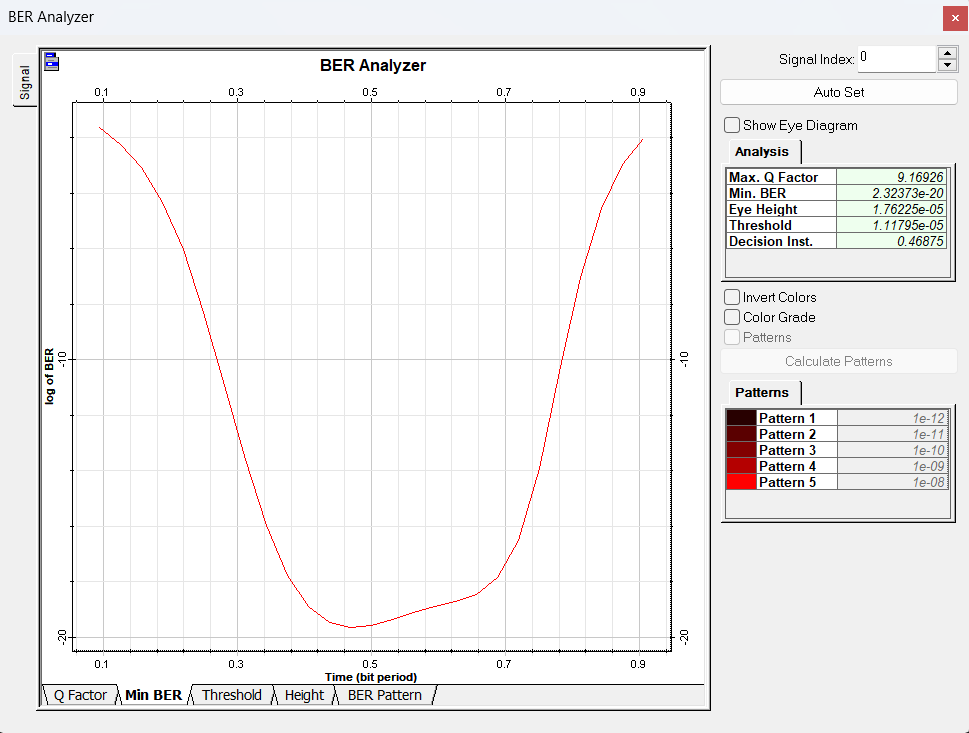 BER Analyzer
×
Signal
BER Analyzer
0.1 0.3 0.5 0.7 0.9
log of BER
-10 -10
-20 -20
0.1 0.3 0.5 0.7 0.9
Time (bit period)
Q Factor Min BER Threshold Height BER Pattern
Signal Index: 0
Auto Set
Show Eye Diagram
Analysis
Max. Q Factor 9.16926
Min. BER 2.32373e-20
Eye Height 1.76225e-05
Threshold 1.11795e-05
Decision Inst. 0.46875
Invert Colors
Color Grade
Patterns
Calculate Patterns
Patterns
Pattern 1 1e-12
Pattern 2 1e-11
Pattern 3 1e-10
Pattern 4 1e-09
Pattern 5 1e-08